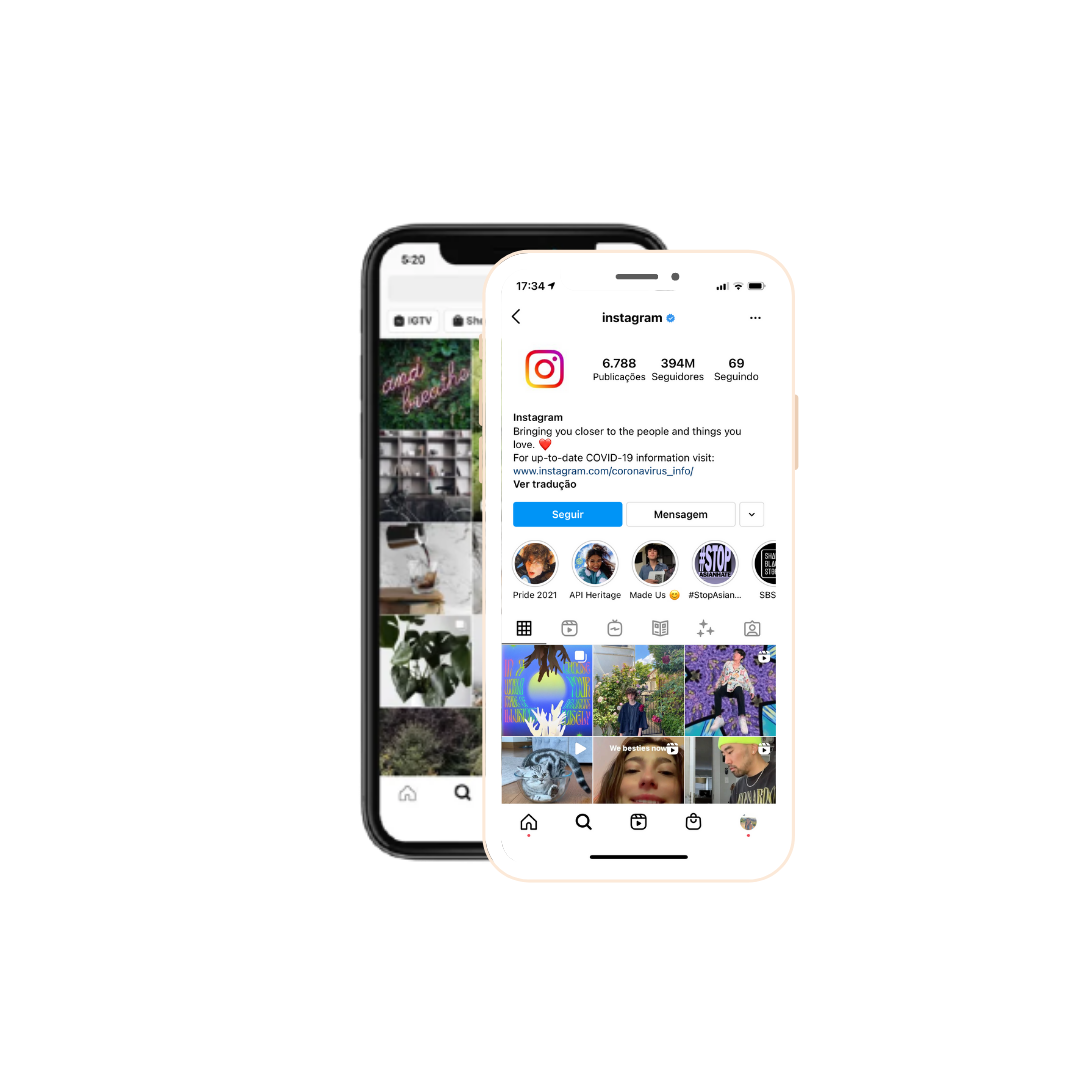 5:20
IGTV
and
breathe
17:34
instagram
6.788 394M 69
Publicações Seguidores Seguindo
Instagram
Bringing you closer to the people and things you
love. ❤️
For up-to-date COVID-19 information visit:
www.instagram.com/coronavirus_info/
Ver tradução
Seguir Mensagem
#STOP
ASIANHATE
Pride 2021 API Heritage Made Us 😊 #StopAsian... SBS
We besties now